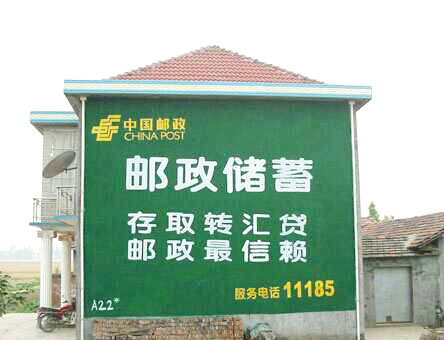 中国邮政
CHINA POST
邮政储蓄
存取转汇贷
邮政最信赖
服务电话 11185
A22*